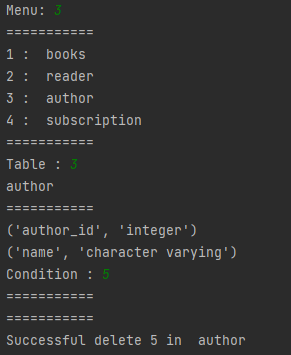 Menu: 3
===========
1 :  books
2 :  reader
3 :  author
4 :  subscription
===========
Table : 3
author
===========
('author_id', 'integer')
('name', 'character varying')
Condition : 5
===========
===========
Successful delete 5 in  author